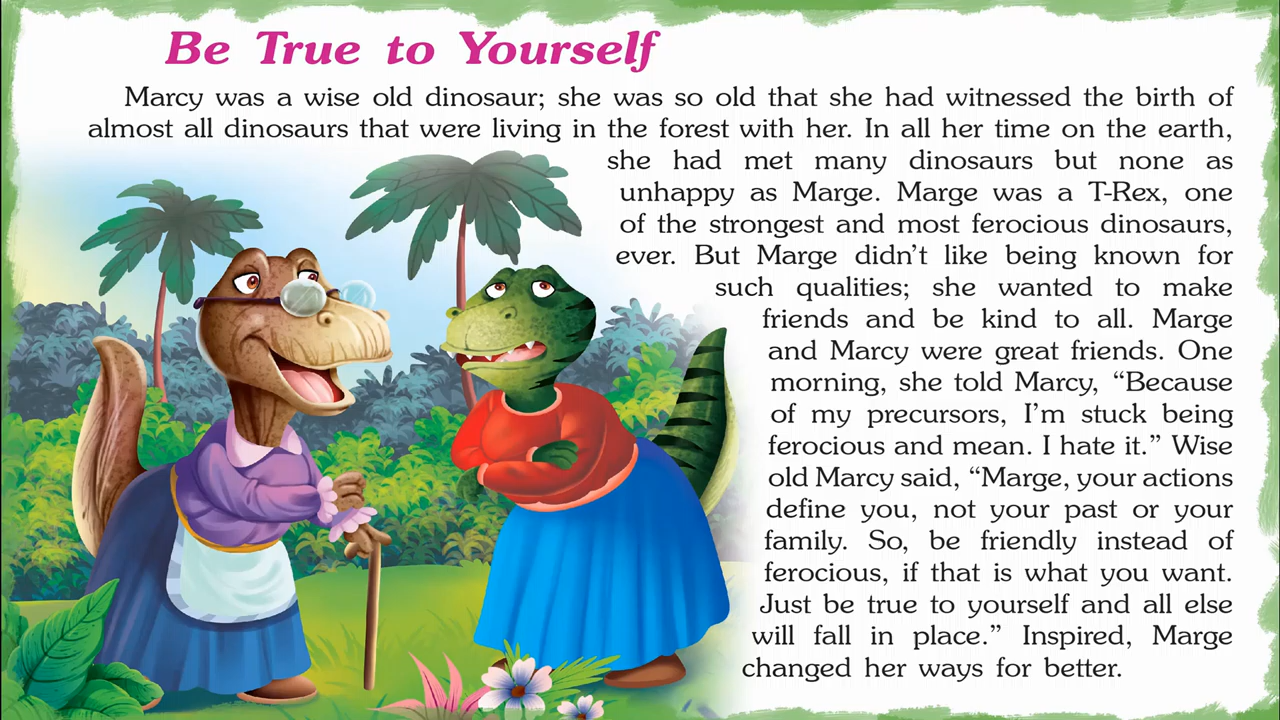 Be True to Yourself
Marcy was a wise old dinosaur; she was so old that she had witnessed the birth of
almost all dinosaurs that were living in the forest with her. In all her time on the earth,
she had met many dinosaurs but none as
unhappy as Marge. Marge was a T-Rex, one
of the strongest and most ferocious dinosaurs,
ever. But Marge didn’t like being known for
such qualities; she wanted to make
friends and be kind to all. Marge
and Marcy were great friends. One
morning, she told Marcy, “Because
of my precursors, I’m stuck being
ferocious and mean. I hate it.” Wise
old Marcy said, “Marge, your actions
define you, not your past or your
family. So, be friendly instead of
ferocious, if that is what you want.
Just be true to yourself and all else
will fall in place.” Inspired, Marge
changed her ways for better.